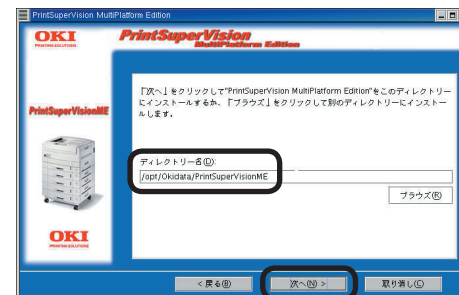 PrintSuperVision MultiPlatform Edition
OKI
PRINTING SOLUTIONS
PrintSuperVision
MultiPlatform Edition
「次へ」をクリックして"PrintSuperVision MultiPlatform Edition"をこのディレクトリー
にインストールするか、「ブラウズ」をクリックして別のディレクトリーにインストー
ルします。
PrintSuperVisionME
ディレクトリー名(D):
/opt/Okidata/PrintSuperVisionME
ブラウズ(R)
OKI
PRINTING SOLUTIONS
< 戻る(B)
次へ(N) >
取り消し(C)